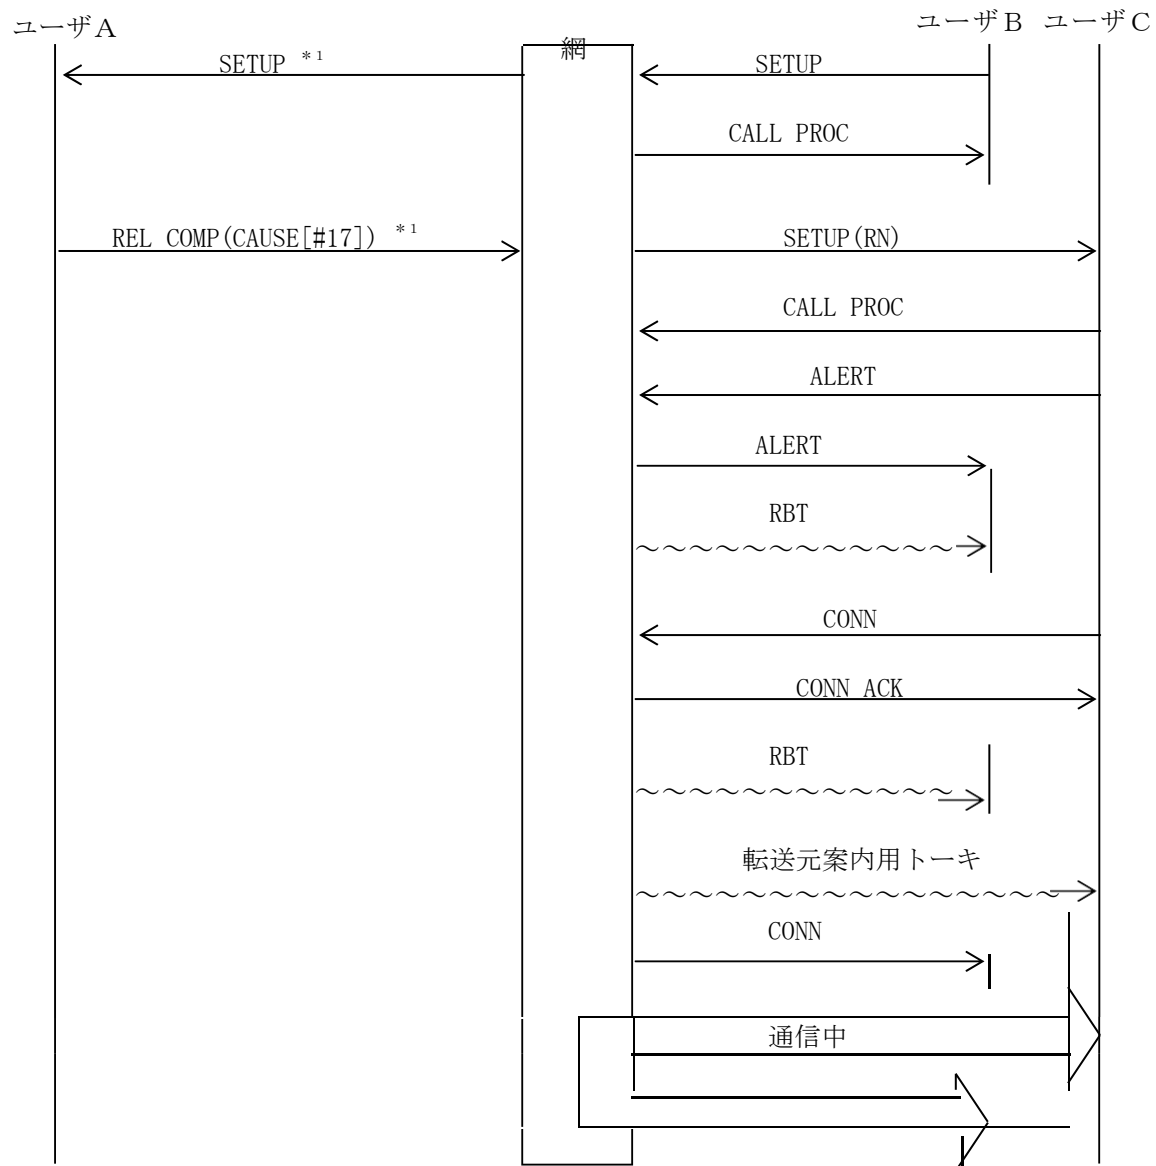 ユーザA
網
ユーザB
ユーザC
SETUP *1
SETUP
CALL PROC
REL COMP(CAUSE[#17]) *1
SETUP(RN)
CALL PROC
ALERT
ALERT
RBT
CONN
CONN ACK
RBT
転送元案内用トーキ
CONN
通信中